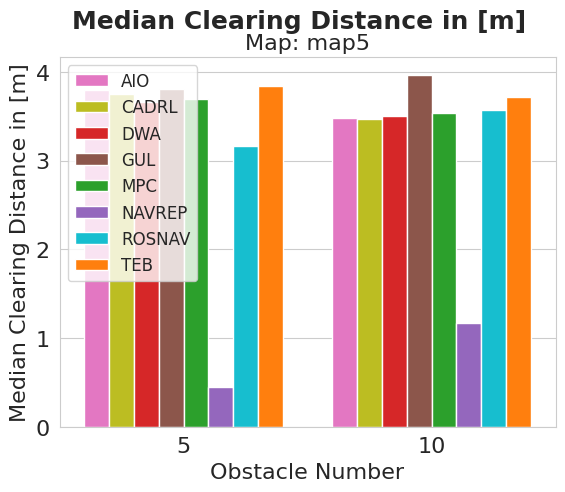 Median Clearing Distance in [m]
Map: map5
Median Clearing Distance in [m]
4
3
2
1
0
AIO
CADRL
DWA
GUL
MPC
NAVREP
ROSNAV
TEB
5
10
Obstacle Number